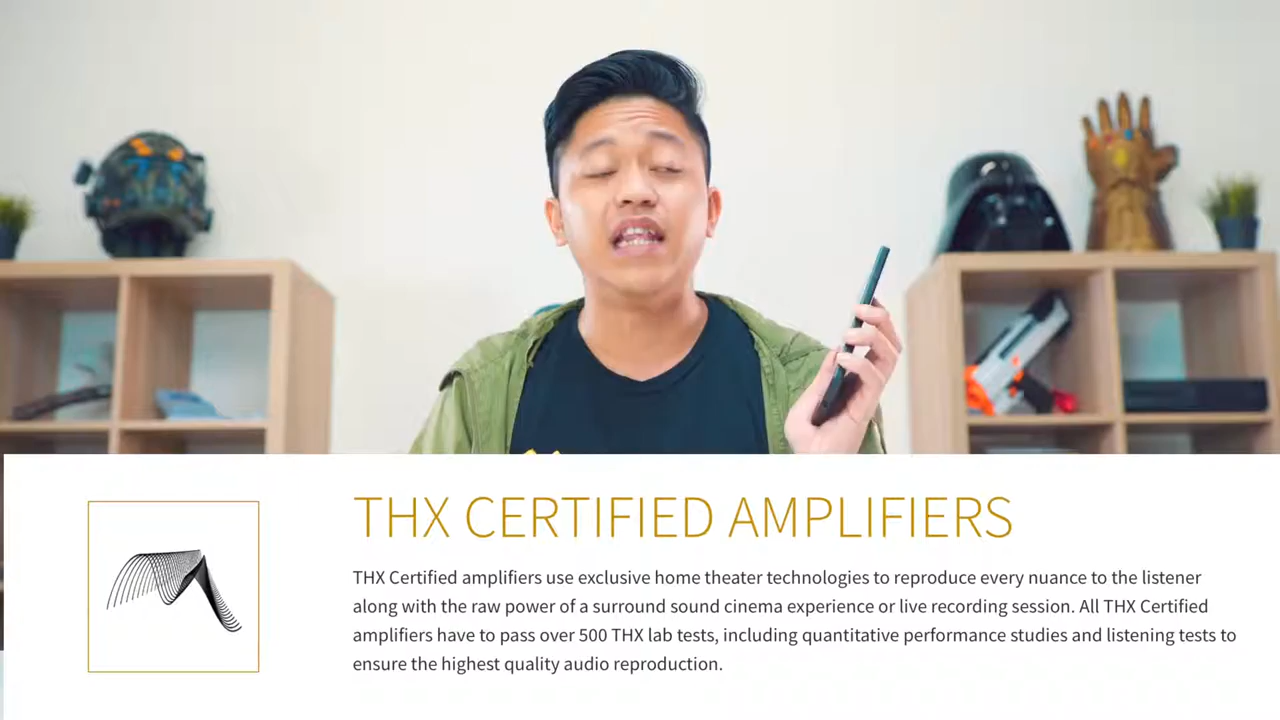 THX CERTIFIED AMPLIFIERS
THX Certified amplifiers use exclusive home theater technologies to reproduce every nuance to the listener
along with the raw power of a surround sound cinema experience or live recording session. All THX Certified
amplifiers have to pass over 500 THX lab tests, including quantitative performance studies and listening tests to
ensure the highest quality audio reproduction.